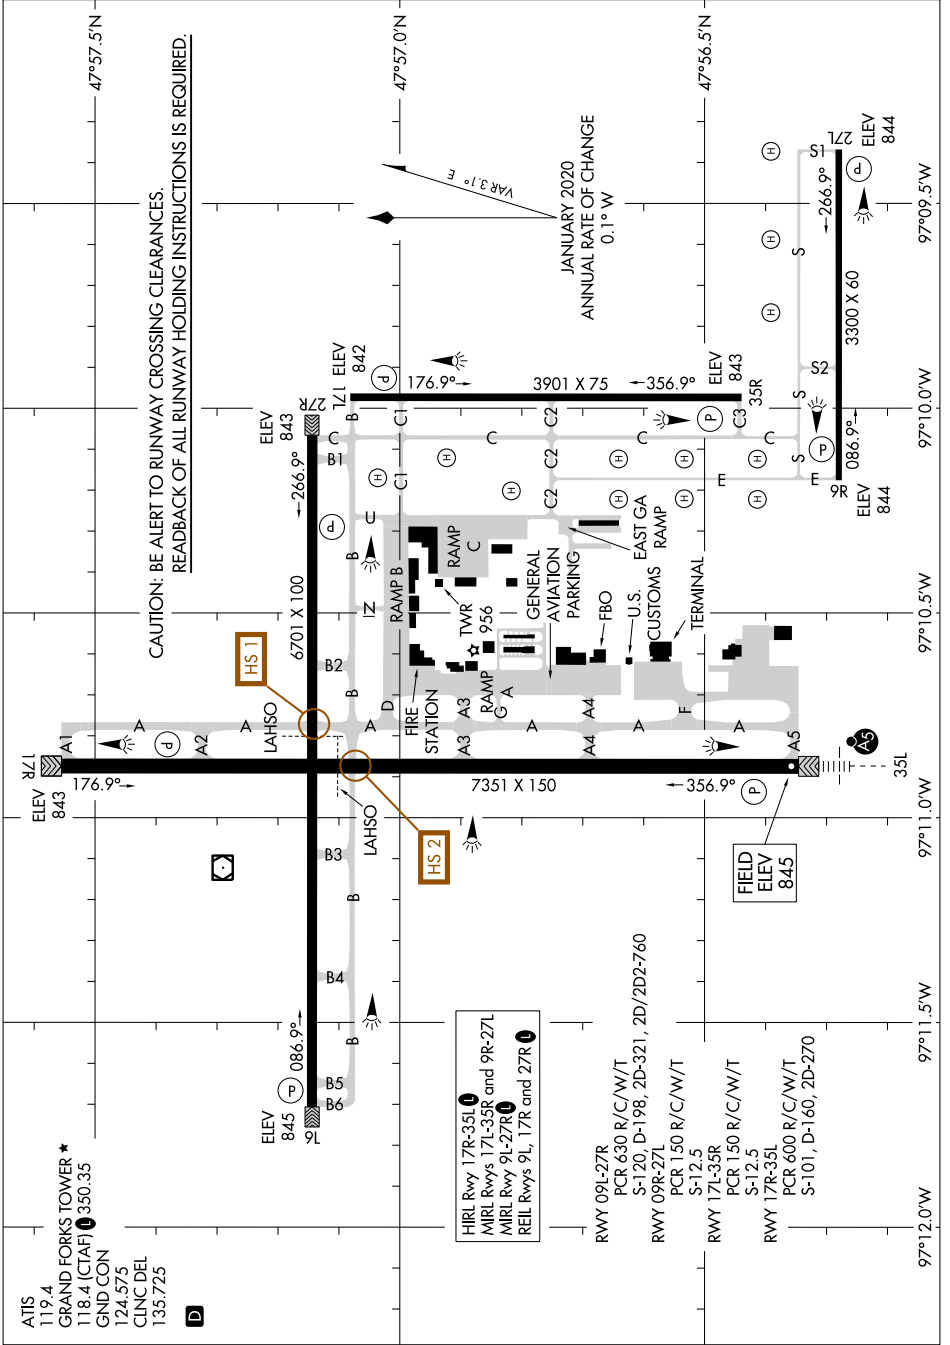 ATIS
119.4
GRAND FORKS TOWER ★
118.4 (CTAF) L 350.35
GND CON
124.575
CLNC DEL
135.725
D
CAUTION: BE ALERT TO RUNWAY CROSSING CLEARANCES.
READBACK OF ALL RUNWAY HOLDING INSTRUCTIONS IS REQUIRED.
47°57.5'N
47°57.0'N
47°56.5'N
VAR 3.1° E
JANUARY 2020
ANNUAL RATE OF CHANGE
0.1° W
ELEV
843
17R
176.9°
A1
A
A2
A
P
HS 1
LAHSO
LAHSO
HS 2
7351 X 150
356.9°
P
A5
35L
A5
FIELD
ELEV
845
ELEV
845
9L
P
086.9°
6701 X 100
266.9°
P
ELEV
843
27R
B6
B5
B
B4
B
B3
B
B2
B
B1
B
C
A
D
N
U
RAMP B
C1
C1
ELEV
842
17L
P
176.9°
3901 X 75
356.9°
ELEV
843
35R
P
C
C2
C2
C2
C
C3
C
E
E
FIRE
STATION
TWR
956
RAMP
A
RAMP
C
A3
A3
G
A
A4
A4
F
A
GENERAL
AVIATION
PARKING
EAST GA
RAMP
FBO
U.S.
CUSTOMS
TERMINAL
H
H
H
H
H
H
H
H
H
H
H
H
S
S
S
S2
S1
ELEV
844
9R
P
086.9°
3300 X 60
266.9°
27L
P
ELEV
844
HIRL Rwy 17R-35L L
MIRL Rwys 17L-35R and 9R-27L
MIRL Rwy 9L-27R L
REIL Rwys 9L, 17R and 27R L
RWY 09L-27R
PCR 630 R/C/W/T
S-120, D-198, 2D-321, 2D/2D2-760
RWY 09R-27L
PCR 150 R/C/W/T
S-12.5
RWY 17L-35R
PCR 150 R/C/W/T
S-12.5
RWY 17R-35L
PCR 600 R/C/W/T
S-101, D-160, 2D-270
97°12.0'W
97°11.5'W
97°11.0'W
97°10.5'W
97°10.0'W
97°09.5'W